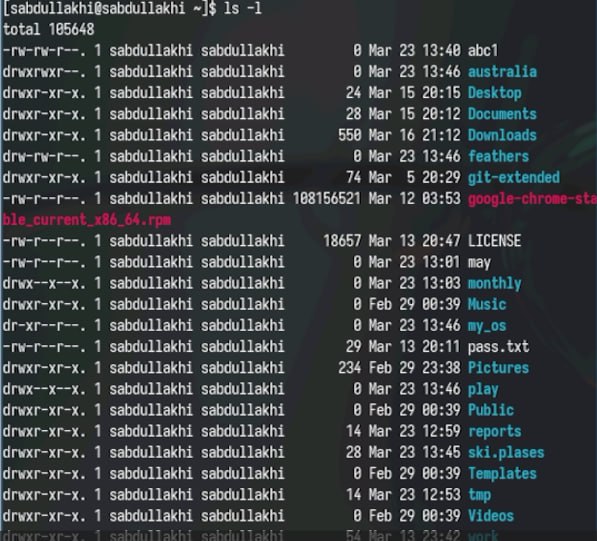 [sabdullakhi@sabdullakhi ~]$ ls -l
total 105648
-rw-rw-r--. 1 sabdullakhi sabdullakhi         0 Mar 23 13:40 abc1
drwxrwxr--. 1 sabdullakhi sabdullakhi         0 Mar 23 13:46 australia
drwxr-xr-x. 1 sabdullakhi sabdullakhi        24 Mar 15 20:15 Desktop
drwxr-xr-x. 1 sabdullakhi sabdullakhi        28 Mar 15 20:12 Documents
drwxr-xr-x. 1 sabdullakhi sabdullakhi       550 Mar 16 21:12 Downloads
drw-rw-r--. 1 sabdullakhi sabdullakhi         0 Mar 23 13:46 feathers
drwxr-xr-x. 1 sabdullakhi sabdullakhi        74 Mar  5 20:29 git-extended
-rw-r--r--. 1 sabdullakhi sabdullakhi 108156521 Mar 12 03:53 google-chrome-sta
ble_current_x86_64.rpm
-rw-r--r--. 1 sabdullakhi sabdullakhi     18657 Mar 13 20:47 LICENSE
-rw-r--r--. 1 sabdullakhi sabdullakhi         0 Mar 23 13:01 may
drwx--x--x. 1 sabdullakhi sabdullakhi         0 Mar 23 13:03 monthly
drwxr-xr-x. 1 sabdullakhi sabdullakhi         0 Feb 29 00:39 Music
dr-xr--r--. 1 sabdullakhi sabdullakhi         0 Mar 23 13:46 my_os
-rw-r--r--. 1 sabdullakhi sabdullakhi        29 Mar 13 20:11 pass.txt
drwxr-xr-x. 1 sabdullakhi sabdullakhi       234 Feb 29 23:38 Pictures
drwx--x--x. 1 sabdullakhi sabdullakhi         0 Mar 23 13:46 play
drwxr-xr-x. 1 sabdullakhi sabdullakhi         0 Feb 29 00:39 Public
drwxr-xr-x. 1 sabdullakhi sabdullakhi        14 Mar 23 12:59 reports
drwxr-xr-x. 1 sabdullakhi sabdullakhi        28 Mar 23 13:45 ski.plases
drwxr-xr-x. 1 sabdullakhi sabdullakhi         0 Feb 29 00:39 Templates
drwxr-xr-x. 1 sabdullakhi sabdullakhi        14 Mar 23 12:53 tmp
drwxr-xr-x. 1 sabdullakhi sabdullakhi         0 Feb 29 00:39 Videos
drwxr-xr-x. 1 sabdullakhi sabdullakhi        54 Mar 13 23:42 work